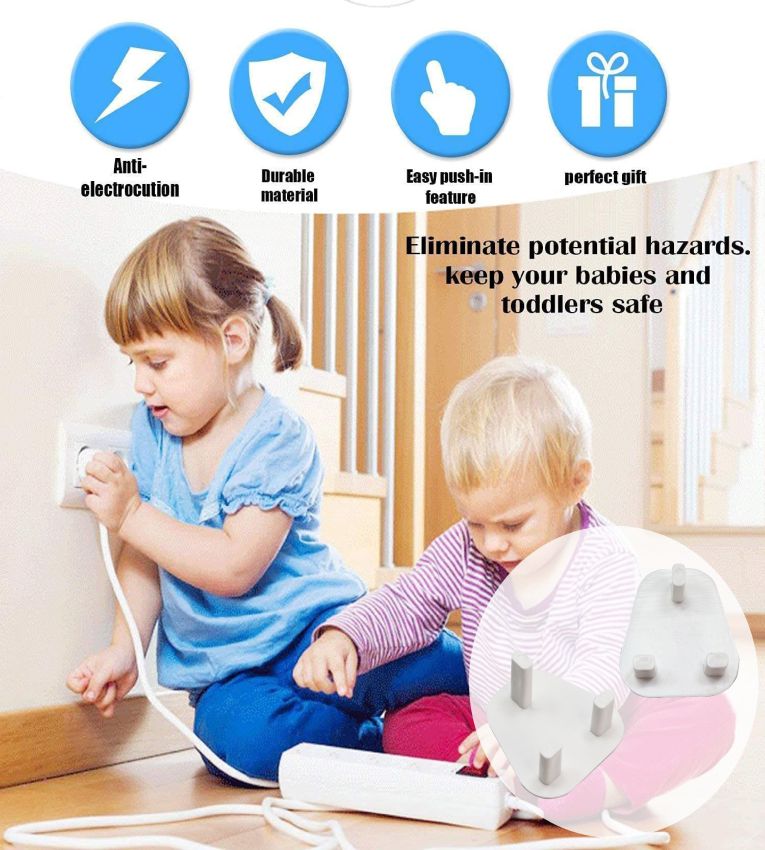 Anti-
electrocution
Durable
material
Easy push-in
feature
perfect gift
Eliminate potential hazards.
keep your babies and
toddlers safe